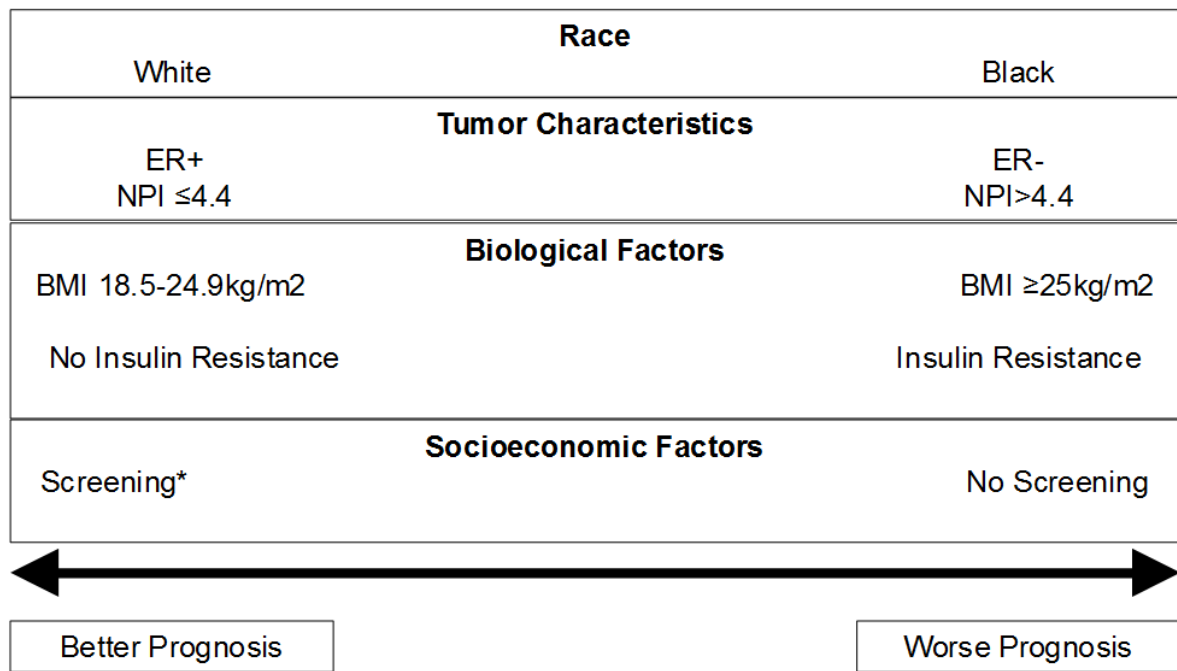 Race
White Black
Tumor Characteristics
ER+ ER-
NPI ≤4.4 NPI>4.4
Biological Factors
BMI 18.5-24.9kg/m2 BMI ≥25kg/m2
No Insulin Resistance Insulin Resistance
Socioeconomic Factors
Screening* No Screening
Better Prognosis Worse Prognosis